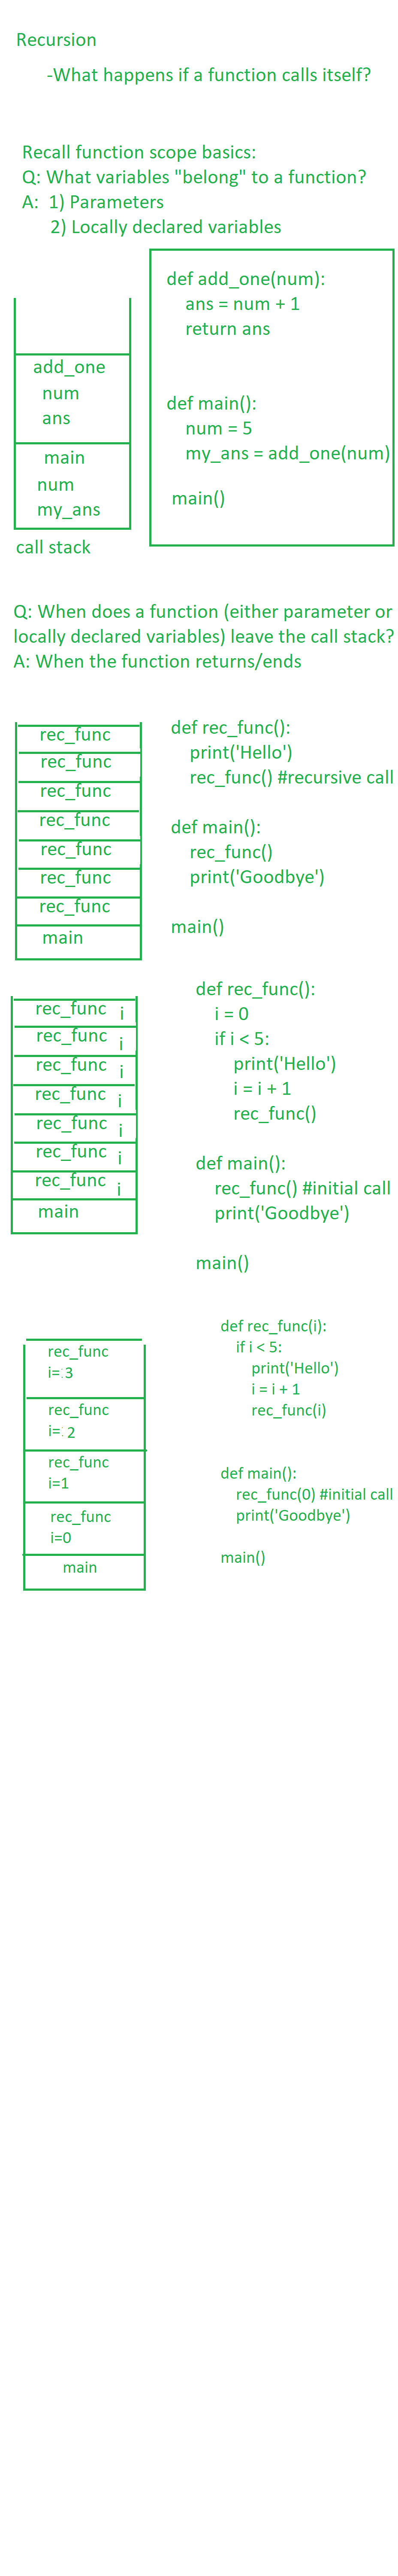 Recursion
-What happens if a function calls itself?
Recall function scope basics:
Q: What variables "belong" to a function?
A:  1) Parameters
2) Locally declared variables
def add_one(num):
ans = num + 1
return ans
def main():
num = 5
my_ans = add_one(num)
main()
add_one
num
ans
main
num
my_ans
call stack
Q: When does a function (either parameter or
locally declared variables) leave the call stack?
A: When the function returns/ends
rec_func
rec_func
rec_func
rec_func
rec_func
rec_func
rec_func
main
def rec_func():
print('Hello')
rec_func() #recursive call
def main():
rec_func()
print('Goodbye')
main()
rec_func i
rec_func i
rec_func i
rec_func i
rec_func i
rec_func i
rec_func i
main
def rec_func():
i = 0
if i < 5:
print('Hello')
i = i + 1
rec_func()
def main():
rec_func() #initial call
print('Goodbye')
main()
rec_func
i= 3
rec_func
i= 2
rec_func
i=1
rec_func
i=0
main
def rec_func(i):
if i < 5:
print('Hello')
i = i + 1
rec_func(i)
def main():
rec_func(0) #initial call
print('Goodbye')
main()